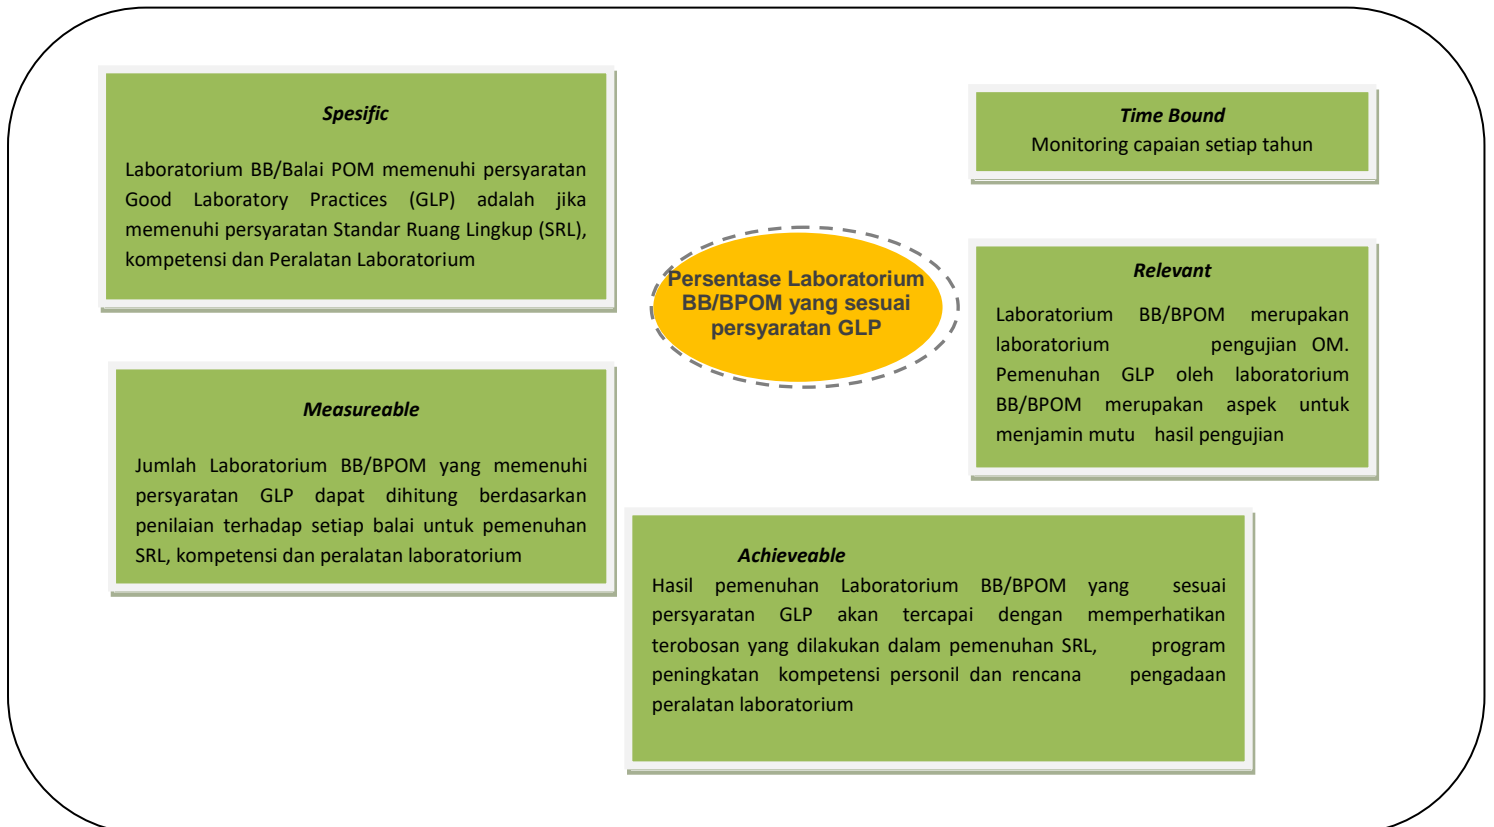 Spesific
Laboratorium BB/Balai POM memenuhi persyaratan
Good Laboratory Practices (GLP) adalah jika
memenuhi persyaratan Standar Ruang Lingkup (SRL),
kompetensi dan Peralatan Laboratorium
Measureable
Jumlah Laboratorium BB/BPOM yang memenuhi
persyaratan GLP dapat dihitung berdasarkan
penilaian terhadap setiap balai untuk pemenuhan
SRL, kompetensi dan peralatan laboratorium
Persentase Laboratorium
BB/BPOM yang sesuai
persyaratan GLP
Time Bound
Monitoring capaian setiap tahun
Relevant
Laboratorium BB/BPOM merupakan
laboratorium pengujian OM.
Pemenuhan GLP oleh laboratorium
BB/BPOM merupakan aspek untuk
menjamin mutu hasil pengujian
Achieveable
Hasil pemenuhan Laboratorium BB/BPOM yang sesuai
persyaratan GLP akan tercapai dengan memperhatikan
terobosan yang dilakukan dalam pemenuhan SRL, program
peningkatan kompetensi personil dan rencana pengadaan
peralatan laboratorium